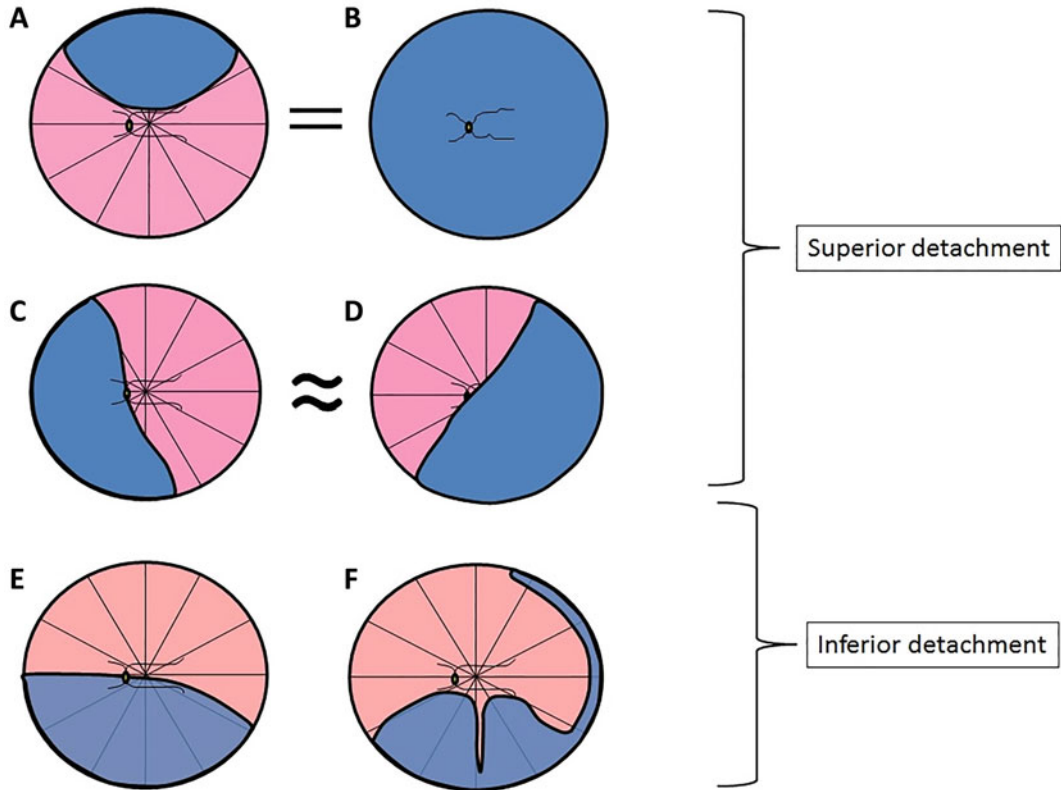 A
B
=
Superior detachment
C
D
≈
E
F
Inferior detachment